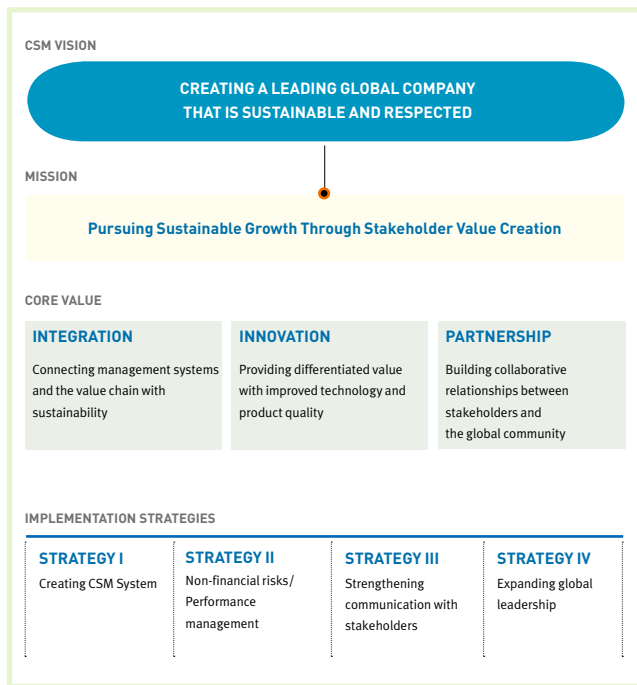 CSM VISION
CREATING A LEADING GLOBAL COMPANY
THAT IS SUSTAINABLE AND RESPECTED
MISSION
Pursuing Sustainable Growth Through Stakeholder Value Creation
CORE VALUE
INTEGRATION
Connecting management systems
and the value chain with
sustainability
INNOVATION
Providing differentiated value
with improved technology and
product quality
PARTNERSHIP
Building collaborative
relationships between
stakeholders and
the global community
IMPLEMENTATION STRATEGIES
STRATEGY I
Creating CSM System
STRATEGY II
Non-financial risks/
Performance
management
STRATEGY III
Strengthening
communication with
stakeholders
STRATEGY IV
Expanding global
leadership